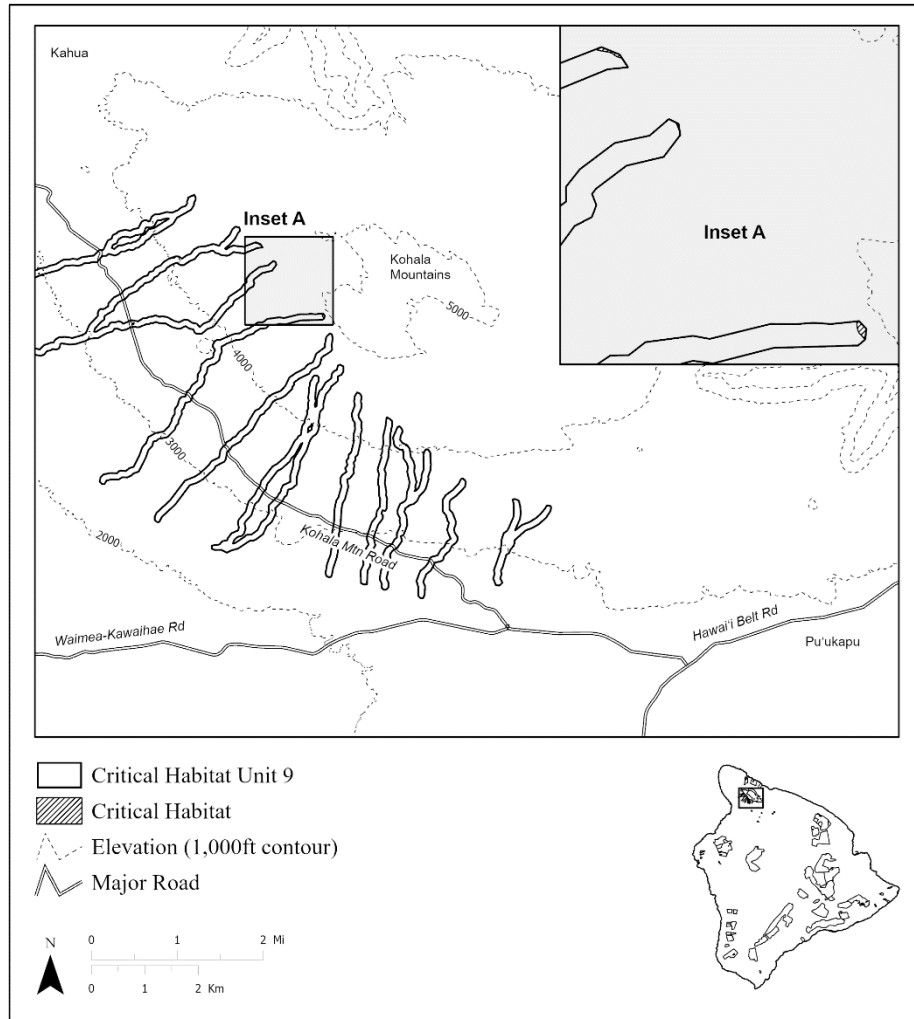 Kahua
Inset A
Kohala
Mountains
5000
Inset A
4000
3000
2000
Kohala Mtn Road
Waimea-Kawaihae Rd
Hawai‘i Belt Rd
Pu‘ukapu
Critical Habitat Unit 9
Critical Habitat
Elevation (1,000ft contour)
Major Road
N
0 1 2 Mi
0 1 2 Km